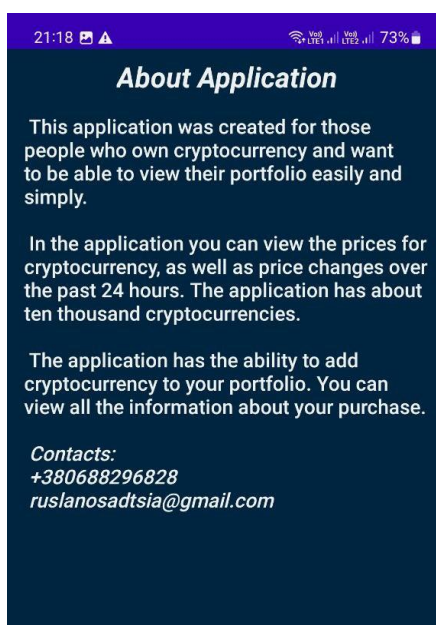 21:18 LTE1 LTE2 73%
About Application
This application was created for those
people who own cryptocurrency and want
to be able to view their portfolio easily and
simply.
In the application you can view the prices for
cryptocurrency, as well as price changes over
the past 24 hours. The application has about
ten thousand cryptocurrencies.
The application has the ability to add
cryptocurrency to your portfolio. You can
view all the information about your purchase.
Contacts:
+380688296828
ruslanosadtsia@gmail.com